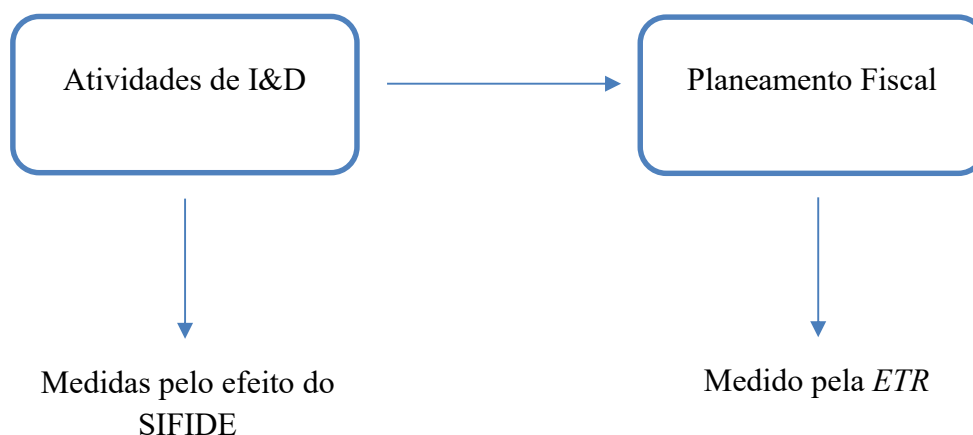 Atividades de I&D
Planeamento Fiscal
Medidas pelo efeito do
SIFIDE
Medido pela ETR